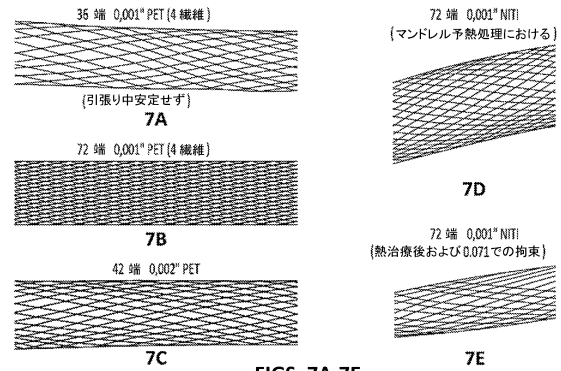 36 端 0,001" PET (4 繊維)
(引張り中安定せず)
7A
72 端 0,001" PET (4 繊維)
7B
42 端 0,002" PET
7C
72 端 0,001" NITI
(マンドレル予熱処理における)
7D
72 端 0,001" NITI
(熱治療後および0.071での拘束)
7E
FIGS. 7A-7E